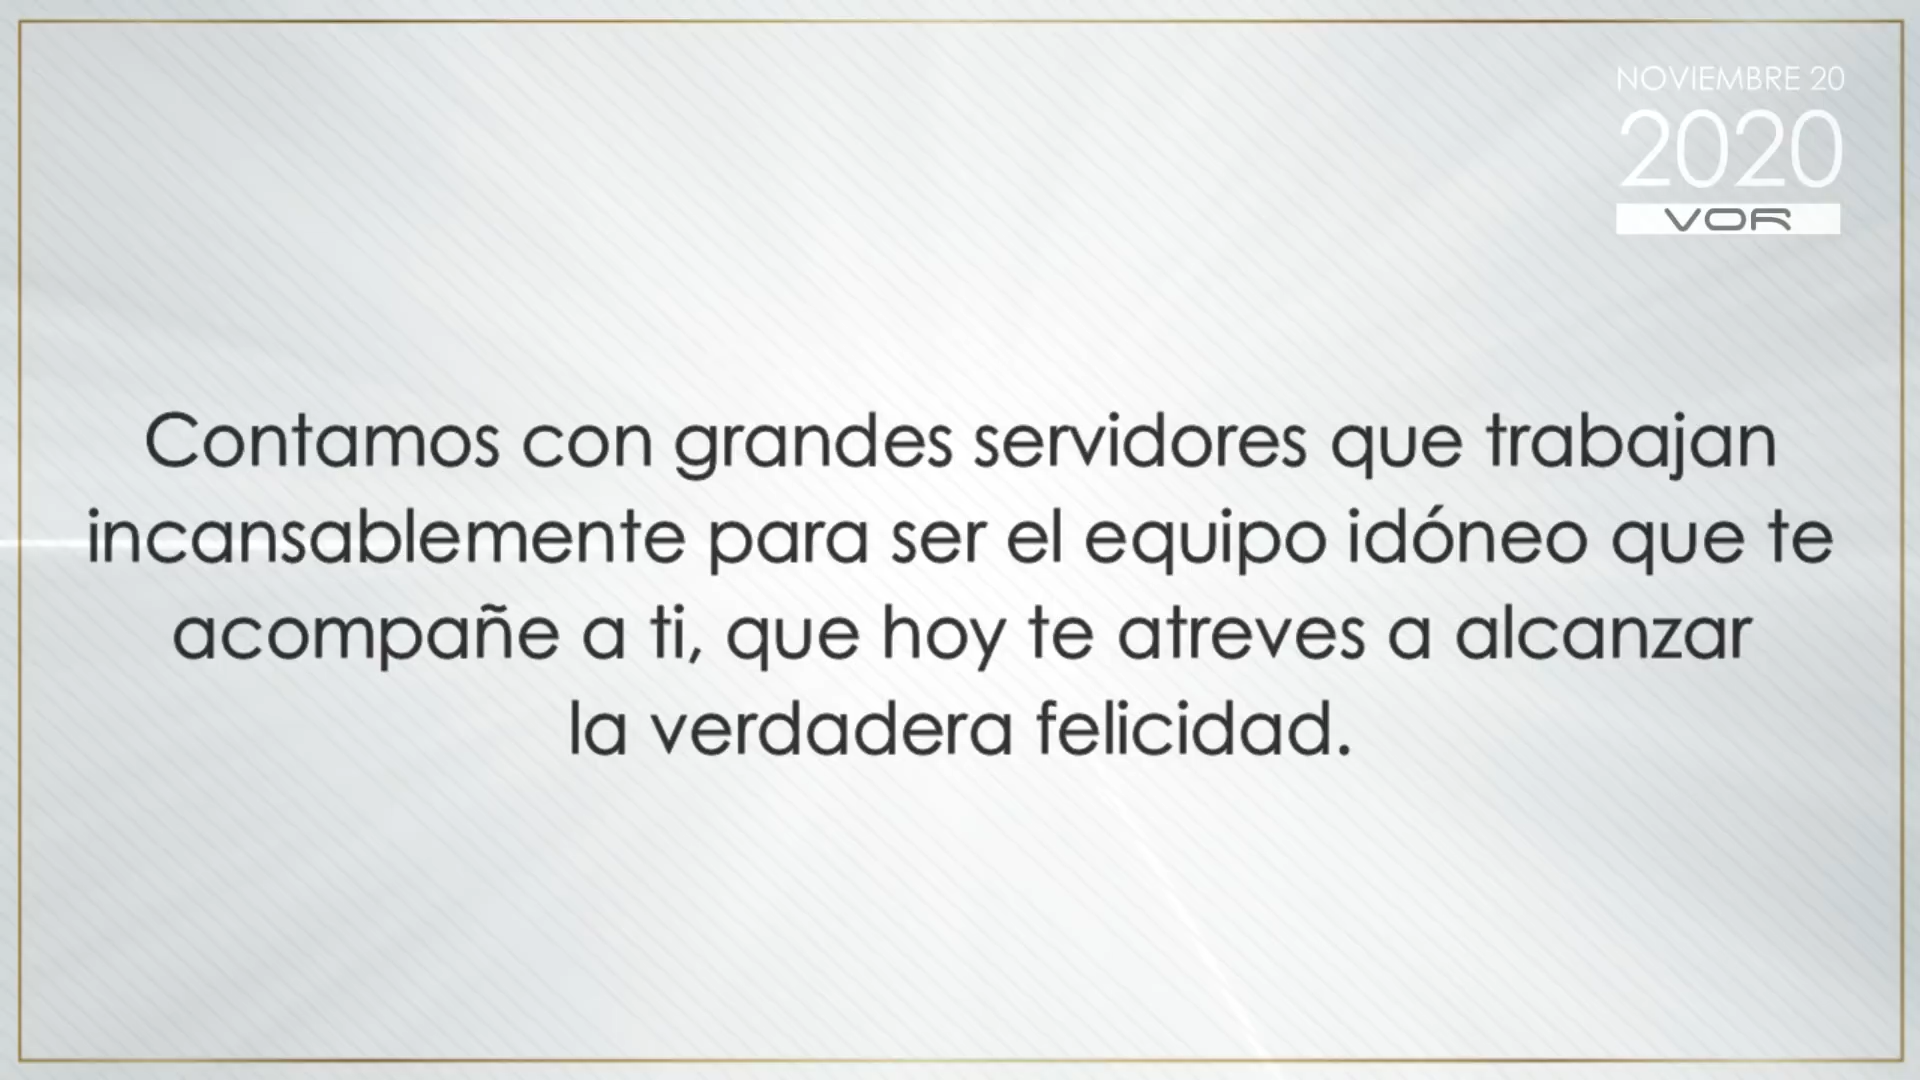 NOVIEMBRE 20
2020
VOR
Contamos con grandes servidores que trabajan
incansablemente para ser el equipo idóneo que te
acompañe a ti, que hoy te atreves a alcanzar
la verdadera felicidad.